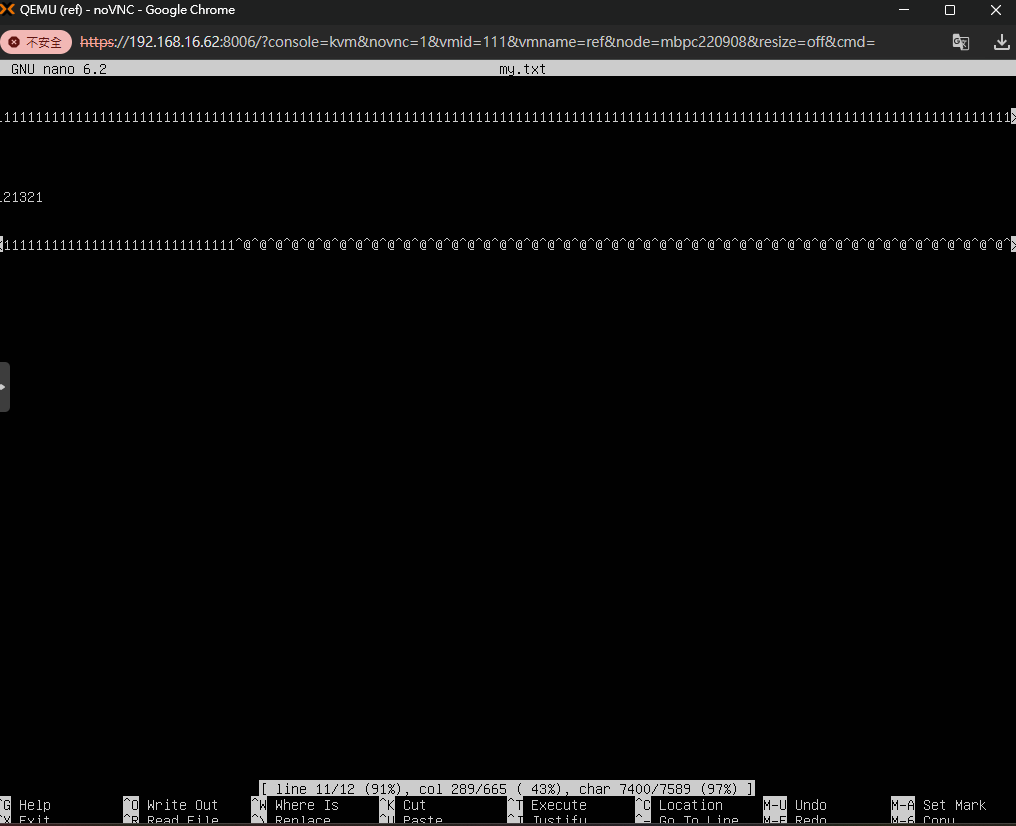 QEMU (ref) - noVNC - Google Chrome
不安全 https://192.168.16.62:8006/?console=kvm&novnc=1&vmid=111&vmname=ref&node=mbpc220908&resize=off&cmd=
GNU nano 6.2 my.txt
111111111111111111111111111111111111111111111111111111111111111111111111111111111111111111111111111111111111111111111111111111>
121321
<11111111111111111111111111111^@^@^@^@^@^@^@^@^@^@^@^@^@^@^@^@^@^@^@^@^@^@^@^@^@^@^@^@^@^@^@^@^@^@^@^@^@^@^@^@^@^@^@^@^@^@^@^@^>
[ line 11/12 (91%), col 289/665 ( 43%), char 7400/7589 (97%) ]
^G Help ^O Write Out ^W Where Is ^K Cut ^T Execute ^C Location M-U Undo M-A Set Mark
^X Exit ^R Read File ^\ Replace ^U Paste ^J Justify ^_ Go To Line M-E Redo M-6 Copy